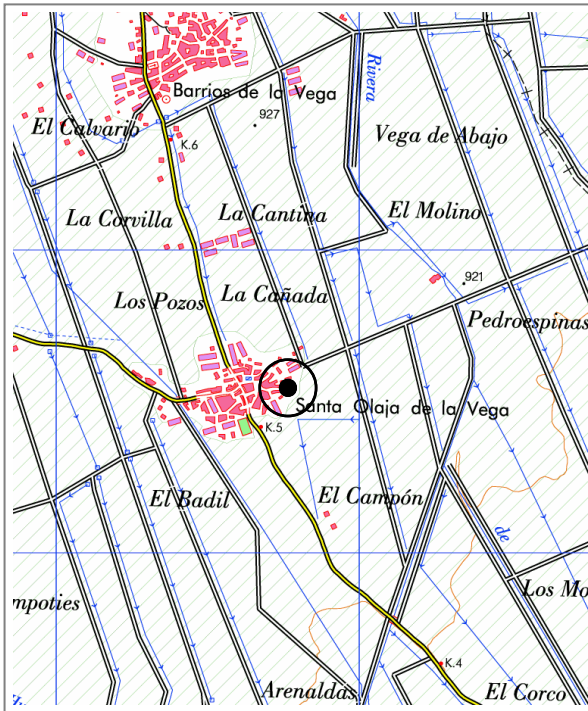 Rivera
Barrios de la Vega
927
El Calvario
Vega de Abajo
K.6
La Corvilla
La Cantina
El Molino
921
Los Pozos
La Cañada
Pedroespinas
Santa Olaja de la Vega
K.5
El Badil
El Campón
de
Los Mo
mpoties
K.4
Arenaldas
El Corco